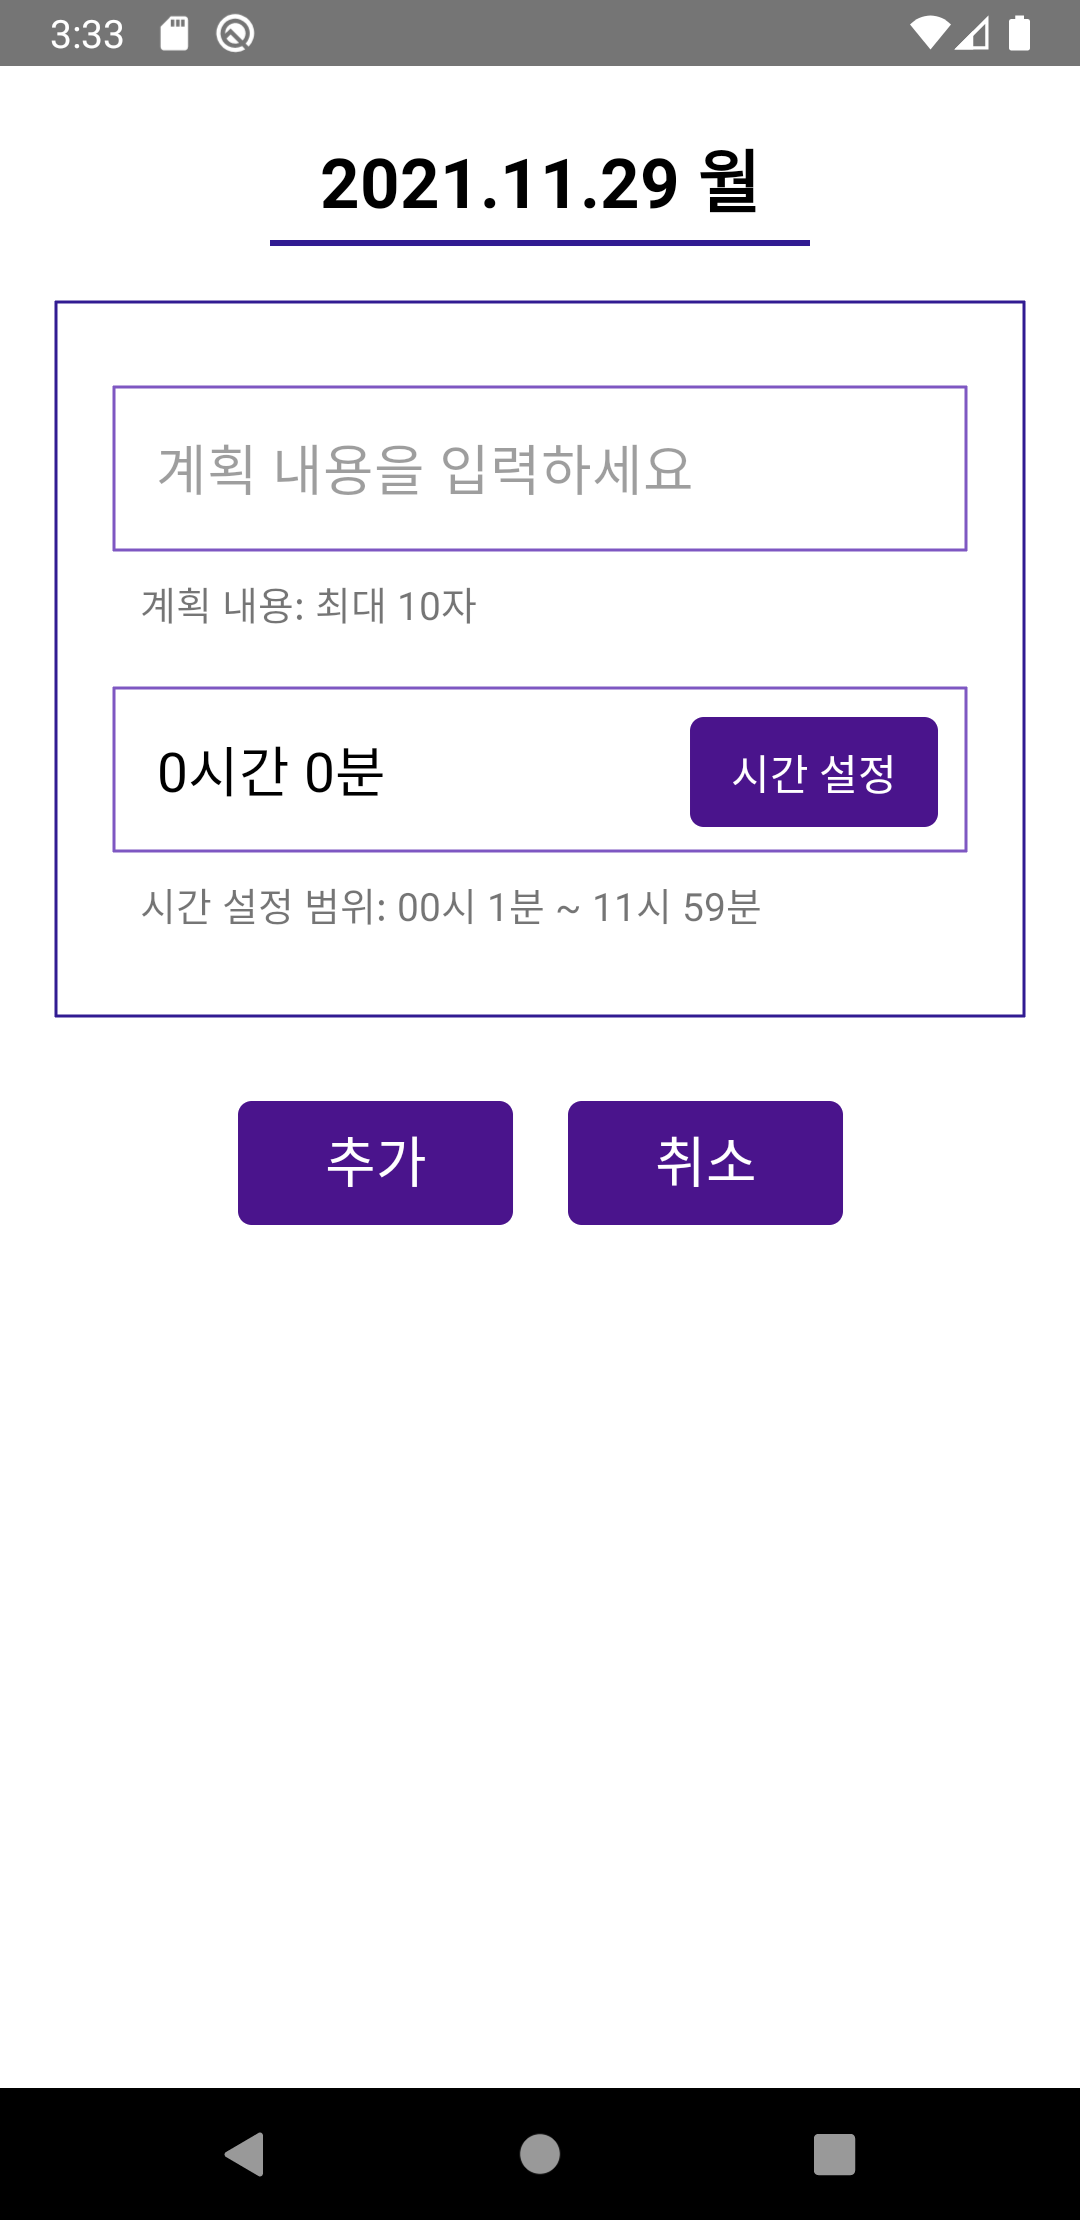 3:33
2021.11.29 월
계획 내용을 입력하세요
계획 내용: 최대 10자
0시간 0분
시간 설정
시간 설정 범위: 00시 1분 ~ 11시 59분
추가
취소